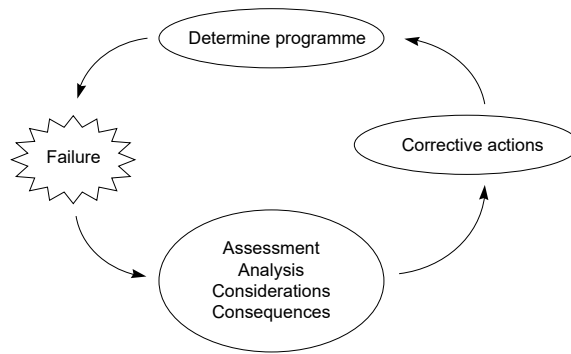 Determine programme
Failure
Corrective actions
Assessment
Analysis
Considerations
Consequences